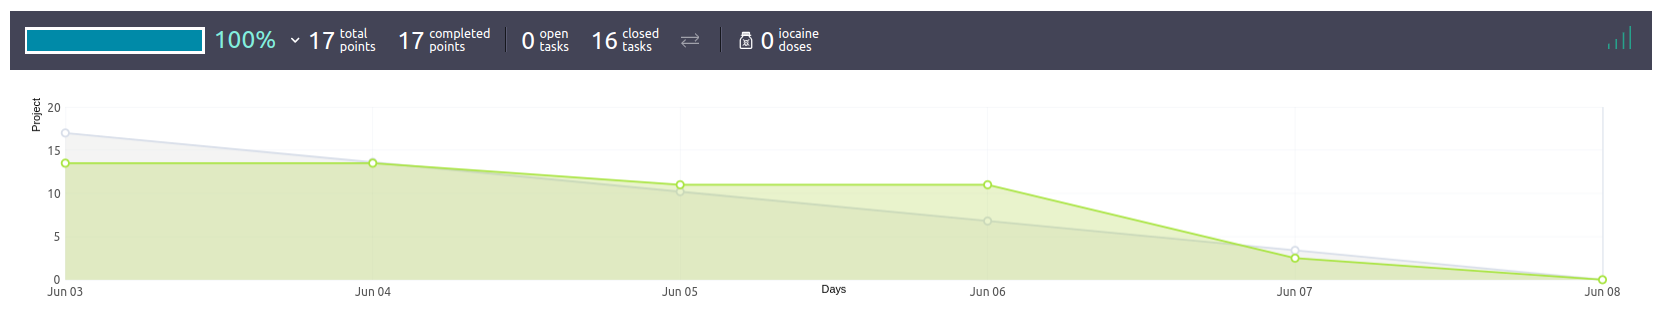 100% 17 total points 17 completed points 0 open tasks 16 closed tasks 0 iocaine doses
Project
20
15
10
5
0
Jun 03 Jun 04 Jun 05 Jun 06 Jun 07 Jun 08
Days